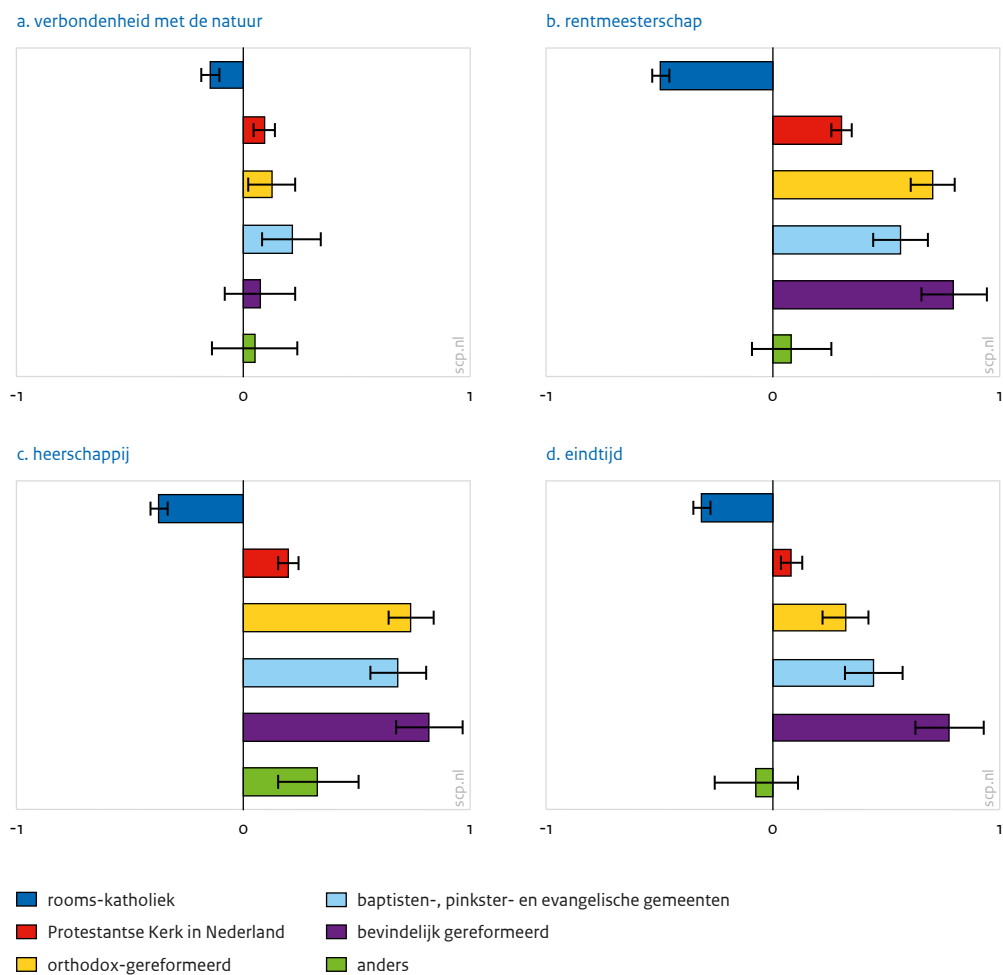 a. verbondenheid met de natuur
b. rentmeesterschap
scp.nl
scp.nl
-1 0 1
-1 0 1
c. heerschappij
d. eindtijd
scp.nl
scp.nl
-1 0 1
-1 0 1
rooms-katholiek
Protestantse Kerk in Nederland
orthodox-gereformeerd
baptisten-, pinkster- en evangelische gemeenten
bevindelijk gereformeerd
anders